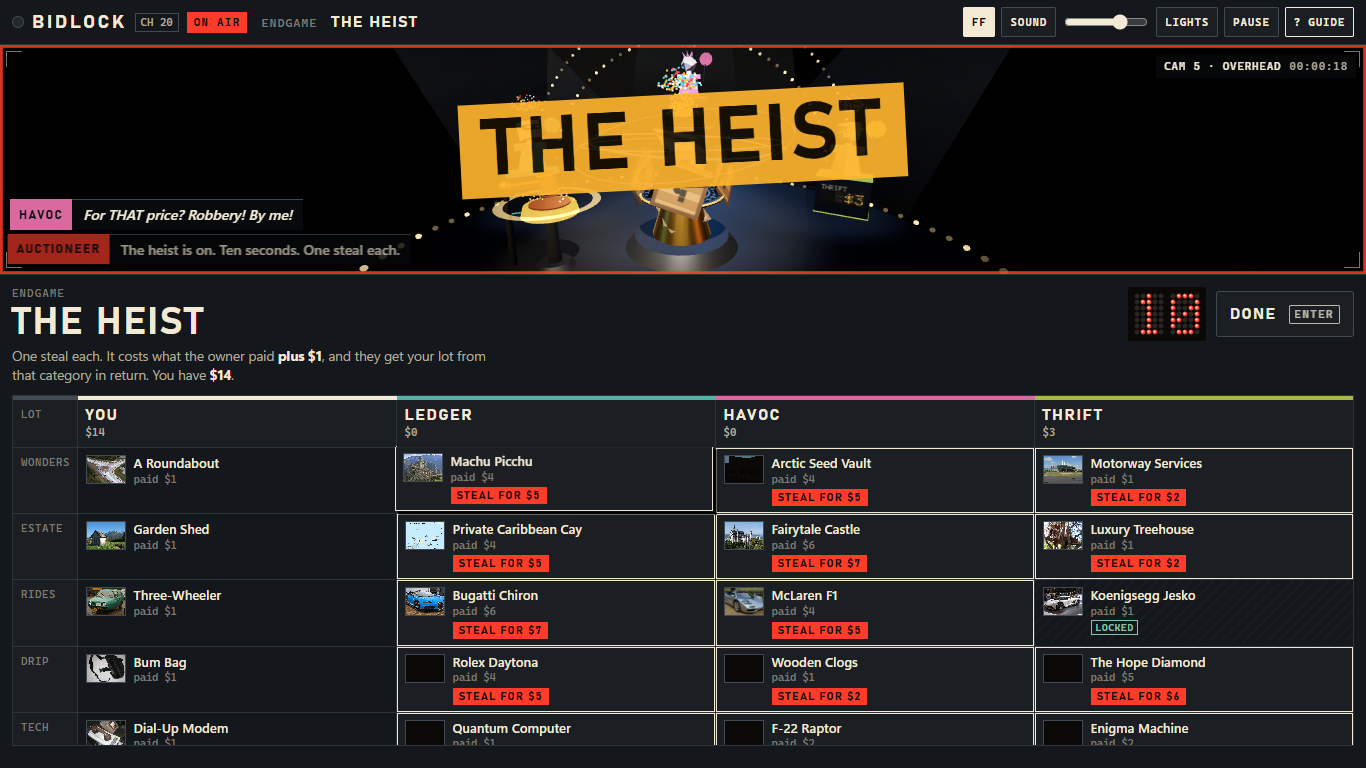 BIDLOCK CH 20 ON AIR ENDGAME THE HEIST FF SOUND LIGHTS PAUSE ? GUIDE
CAM 5 · OVERHEAD 00:00:18
THE HEIST
THRIFT
$3
HAVOC For THAT price? Robbery! By me!
AUCTIONEER The heist is on. Ten seconds. One steal each.
ENDGAME
THE HEIST
10
DONE ENTER
One steal each. It costs what the owner paid plus $1, and they get your lot from
that category in return. You have $14.
LOT YOU LEDGER HAVOC THRIFT
$14 $0 $0 $3
WONDERS A Roundabout Machu Picchu Arctic Seed Vault Motorway Services
paid $1 paid $4 paid $4 paid $1
STEAL FOR $5 STEAL FOR $5 STEAL FOR $2
ESTATE Garden Shed Private Caribbean Cay Fairytale Castle Luxury Treehouse
paid $1 paid $4 paid $6 paid $1
STEAL FOR $5 STEAL FOR $7 STEAL FOR $2
RIDES Three-Wheeler Bugatti Chiron McLaren F1 Koenigsegg Jesko
paid $1 paid $6 paid $4 paid $1
STEAL FOR $7 STEAL FOR $5 LOCKED
DRIP Bum Bag Rolex Daytona Wooden Clogs The Hope Diamond
paid $1 paid $4 paid $1 paid $5
STEAL FOR $5 STEAL FOR $2 STEAL FOR $6
TECH Dial-Up Modem Quantum Computer F-22 Raptor Enigma Machine
paid $1 paid $1 paid $2 paid $2